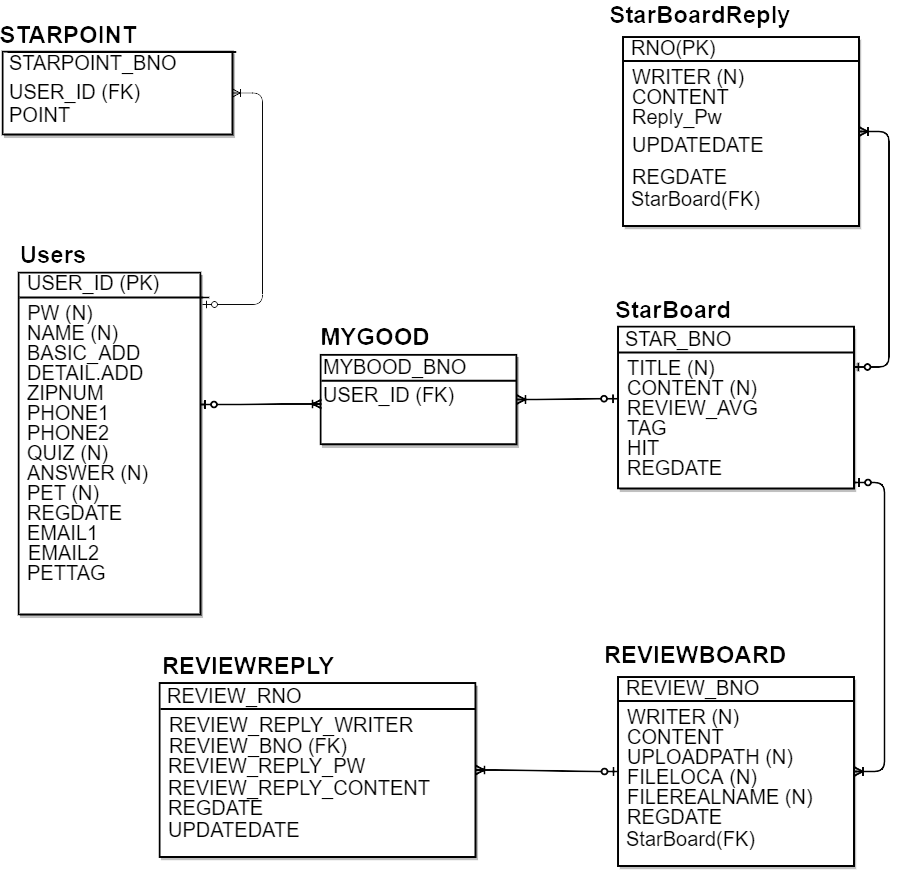 STARPOINT
STARPOINT_BNO
USER_ID (FK)
POINT
StarBoardReply
RNO(PK)
WRITER (N)
CONTENT
Reply_Pw
UPDATEDATE
REGDATE
StarBoard(FK)
Users
USER_ID (PK)
PW (N)
NAME (N)
BASIC_ADD
DETAIL.ADD
ZIPNUM
PHONE1
PHONE2
QUIZ (N)
ANSWER (N)
PET (N)
REGDATE
EMAIL1
EMAIL2
PETTAG
MYGOOD
MYBOOD_BNO
USER_ID (FK)
StarBoard
STAR_BNO
TITLE (N)
CONTENT (N)
REVIEW_AVG
TAG
HIT
REGDATE
REVIEWREPLY
REVIEW_RNO
REVIEW_REPLY_WRITER
REVIEW_BNO (FK)
REVIEW_REPLY_PW
REVIEW_REPLY_CONTENT
REGDATE
UPDATEDATE
REVIEWBOARD
REVIEW_BNO
WRITER (N)
CONTENT
UPLOADPATH (N)
FILELOCA (N)
FILEREALNAME (N)
REGDATE
StarBoard(FK)